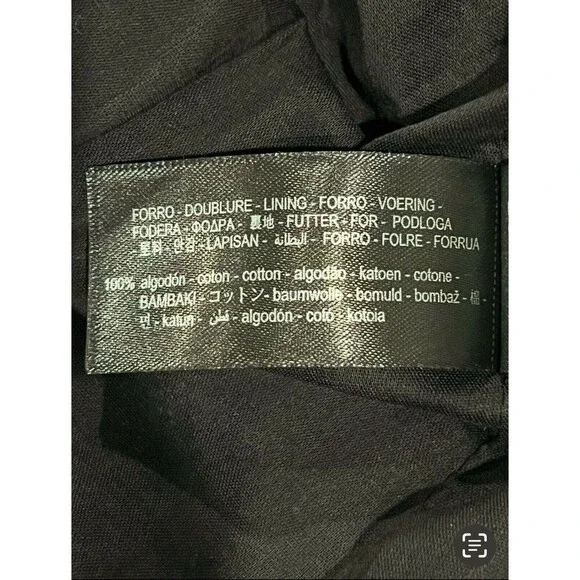 FORRO - DOUBLURE - LINING - FORRO - VOERING -
FODERA - ΦΟΔΡΑ - 裏地 - FUTTER - FOR - PODLOGA
里料 - 안감 - LAPISAN - البطانة - FORRO - FOLRE - FORRUA
100% algodón - coton - cotton - algodão - katoen - cotone -
BAMBAKI - コットン - baumwolle - bomuld - bombaž - 棉 -
면 - katun - قطن - algodón - cotó - kotoia